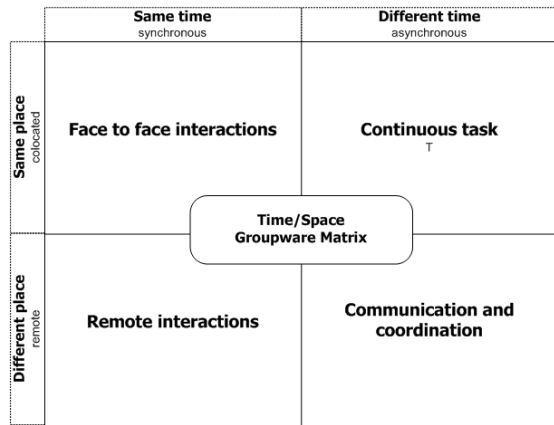 Same time
synchronous
Different time
asynchronous
Same place
colocated
Face to face interactions
Continuous task
T
Time/Space
Groupware Matrix
Different place
remote
Remote interactions
Communication and
coordination